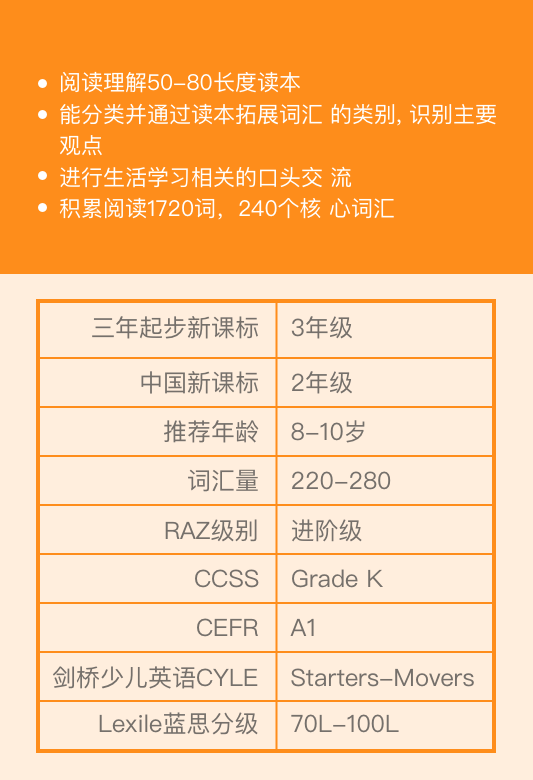 阅读理解50-80长度读本
能分类并通过读本拓展词汇 的类别, 识别主要
观点
进行生活学习相关的口头交 流
积累阅读1720词，240个核 心词汇
三年起步新课标 3年级
中国新课标 2年级
推荐年龄 8-10岁
词汇量 220-280
RAZ级别 进阶级
CCSS Grade K
CEFR A1
剑桥少儿英语CYLE Starters-Movers
Lexile蓝思分级 70L-100L